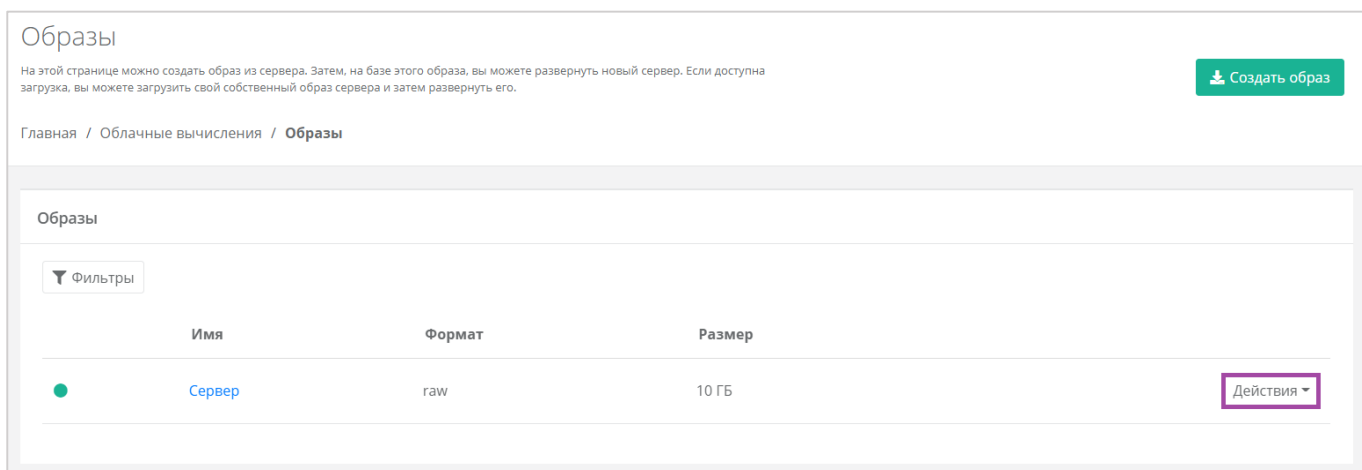 Образы
На этой странице можно создать образ из сервера. Затем, на базе этого образа, вы можете развернуть новый сервер. Если доступна
загрузка, вы можете загрузить свой собственный образ сервера и затем развернуть его.
Создать образ
Главная / Облачные вычисления / Образы
Образы
Фильтры
Имя Формат Размер
Сервер raw 10 ГБ Действия